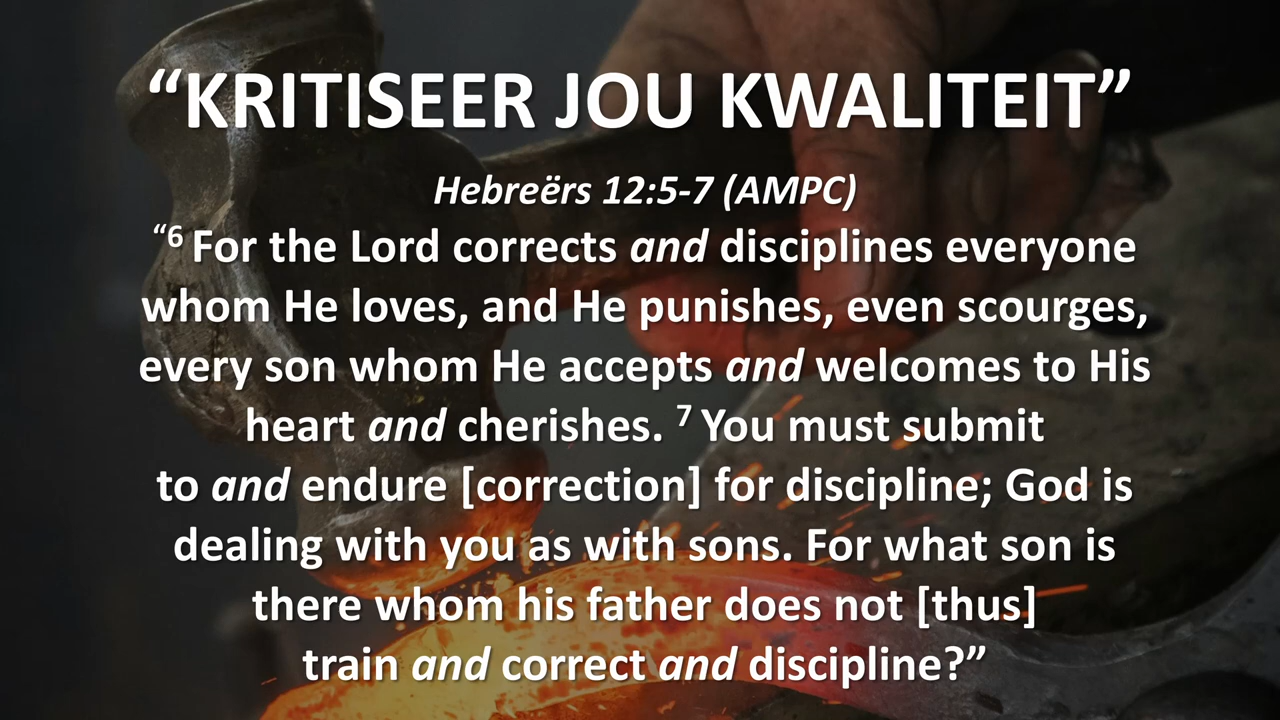 “KRITISEER JOU KWALITEIT”
Hebreërs 12:5-7 (AMPC)
“6 For the Lord corrects and disciplines everyone
whom He loves, and He punishes, even scourges,
every son whom He accepts and welcomes to His
heart and cherishes. 7 You must submit
to and endure [correction] for discipline; God is
dealing with you as with sons. For what son is
there whom his father does not [thus]
train and correct and discipline?”